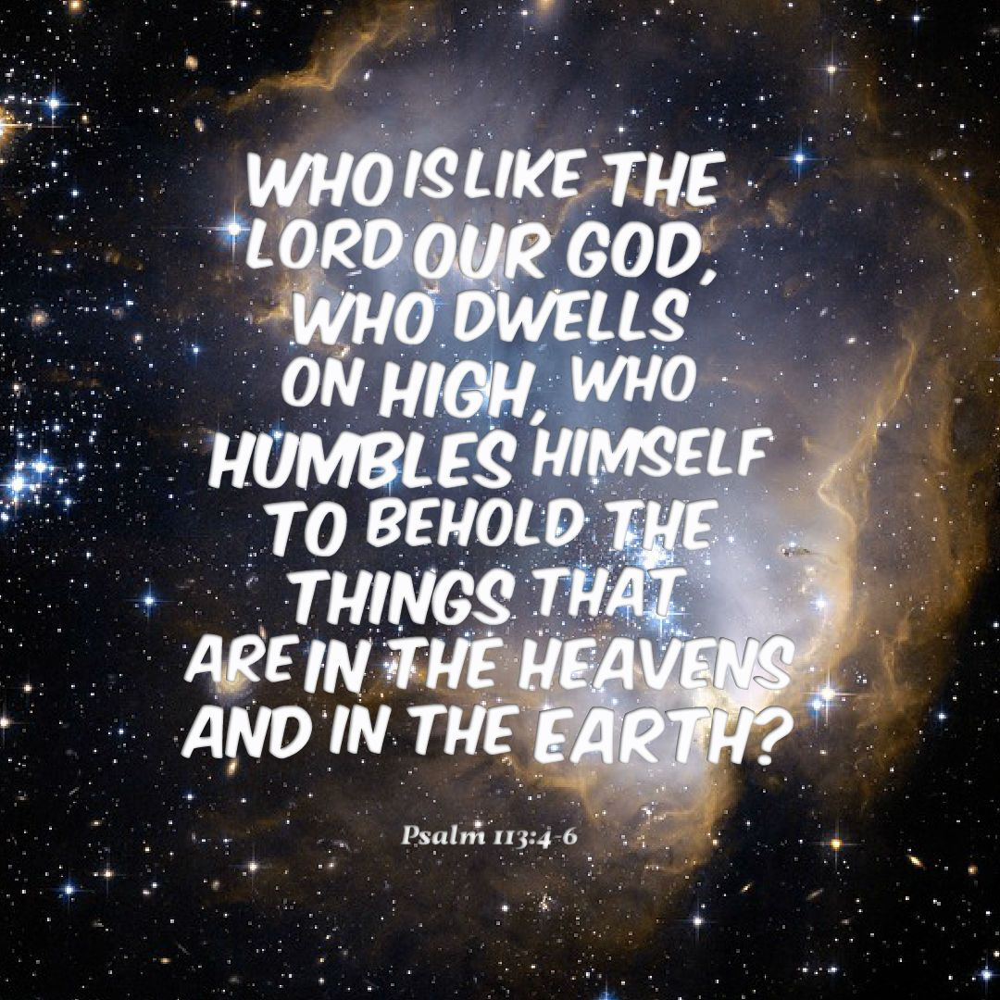 WHO IS LIKE THE
LORD OUR GOD,
WHO DWELLS
ON HIGH, WHO
HUMBLES HIMSELF
TO BEHOLD THE
THINGS THAT
ARE IN THE HEAVENS
AND IN THE EARTH?
Psalm 113:4-6